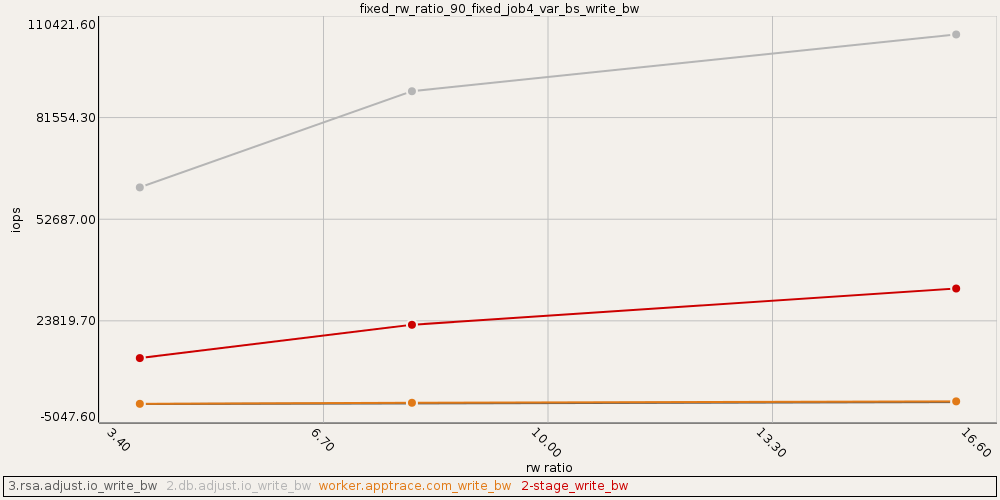 fixed_rw_ratio_90_fixed_job4_var_bs_write_bw
110421.60
81554.30
52687.00
23819.70
-5047.60
iops
3.40
6.70
10.00
13.30
16.60
rw ratio
3.rsa.adjust.io_write_bw 2.db.adjust.io_write_bw worker.apptrace.com_write_bw 2-stage_write_bw